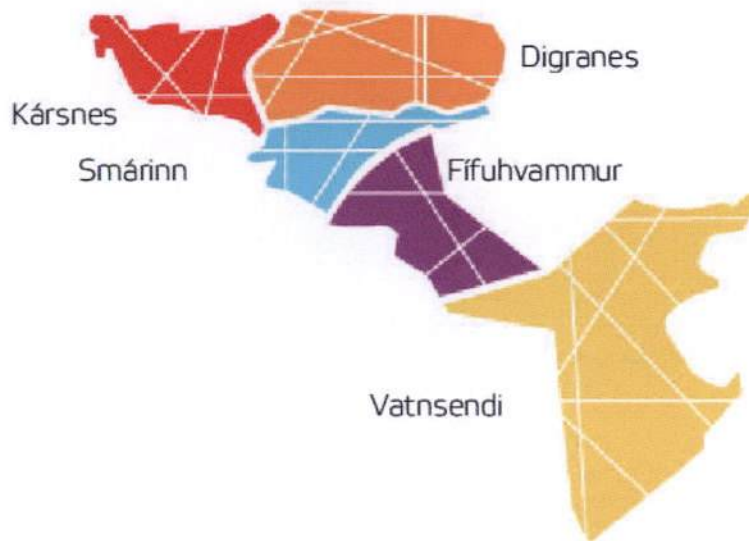 Digranes
Kársnes
Smárinn
Fífuhvammur
Vatnsendi